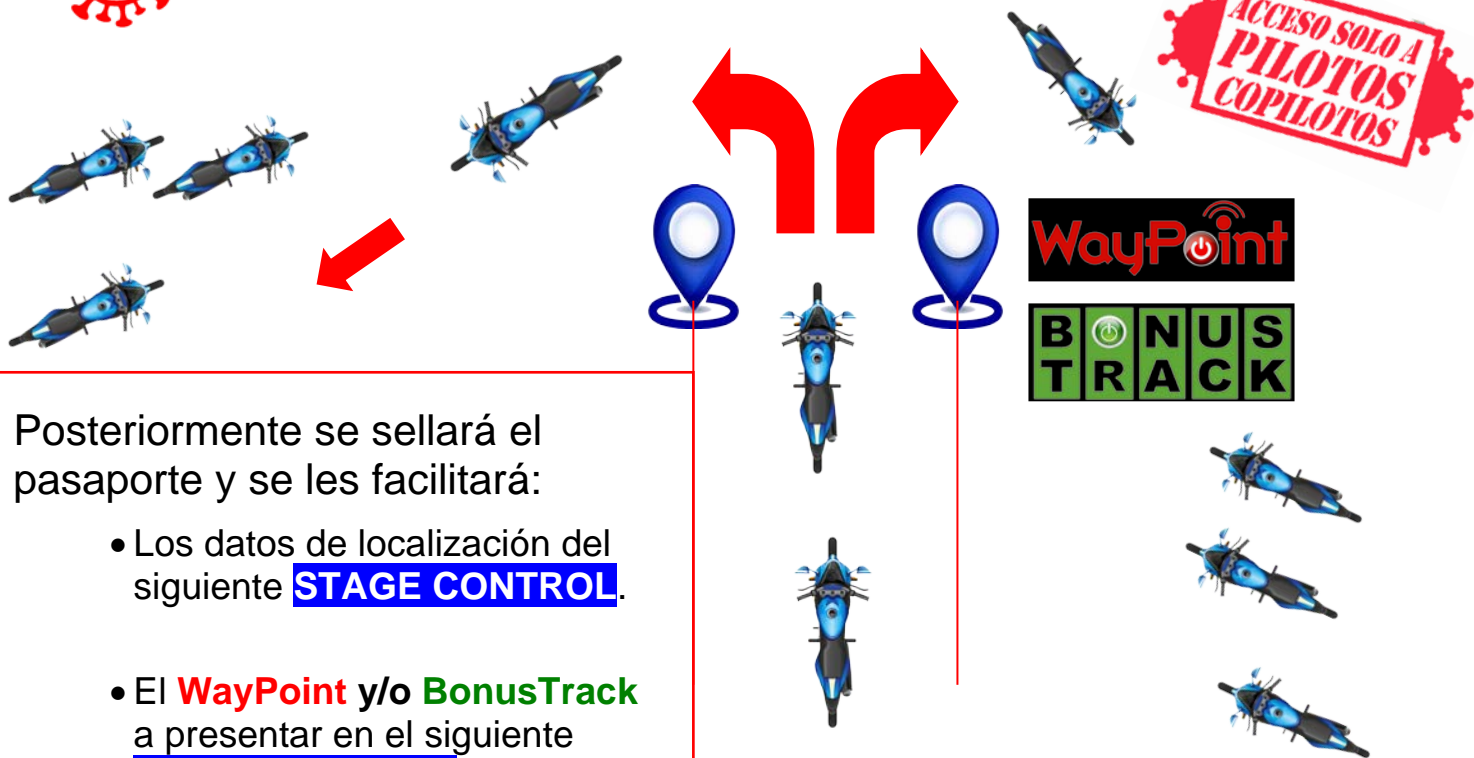 ACCESO SOLO A
PILOTOS
COPILOTOS
WayPoint
BONUS
TRACK
Posteriormente se sellará el
pasaporte y se les facilitará:
• Los datos de localización del
siguiente STAGE CONTROL.
• El WayPoint y/o BonusTrack
a presentar en el siguiente